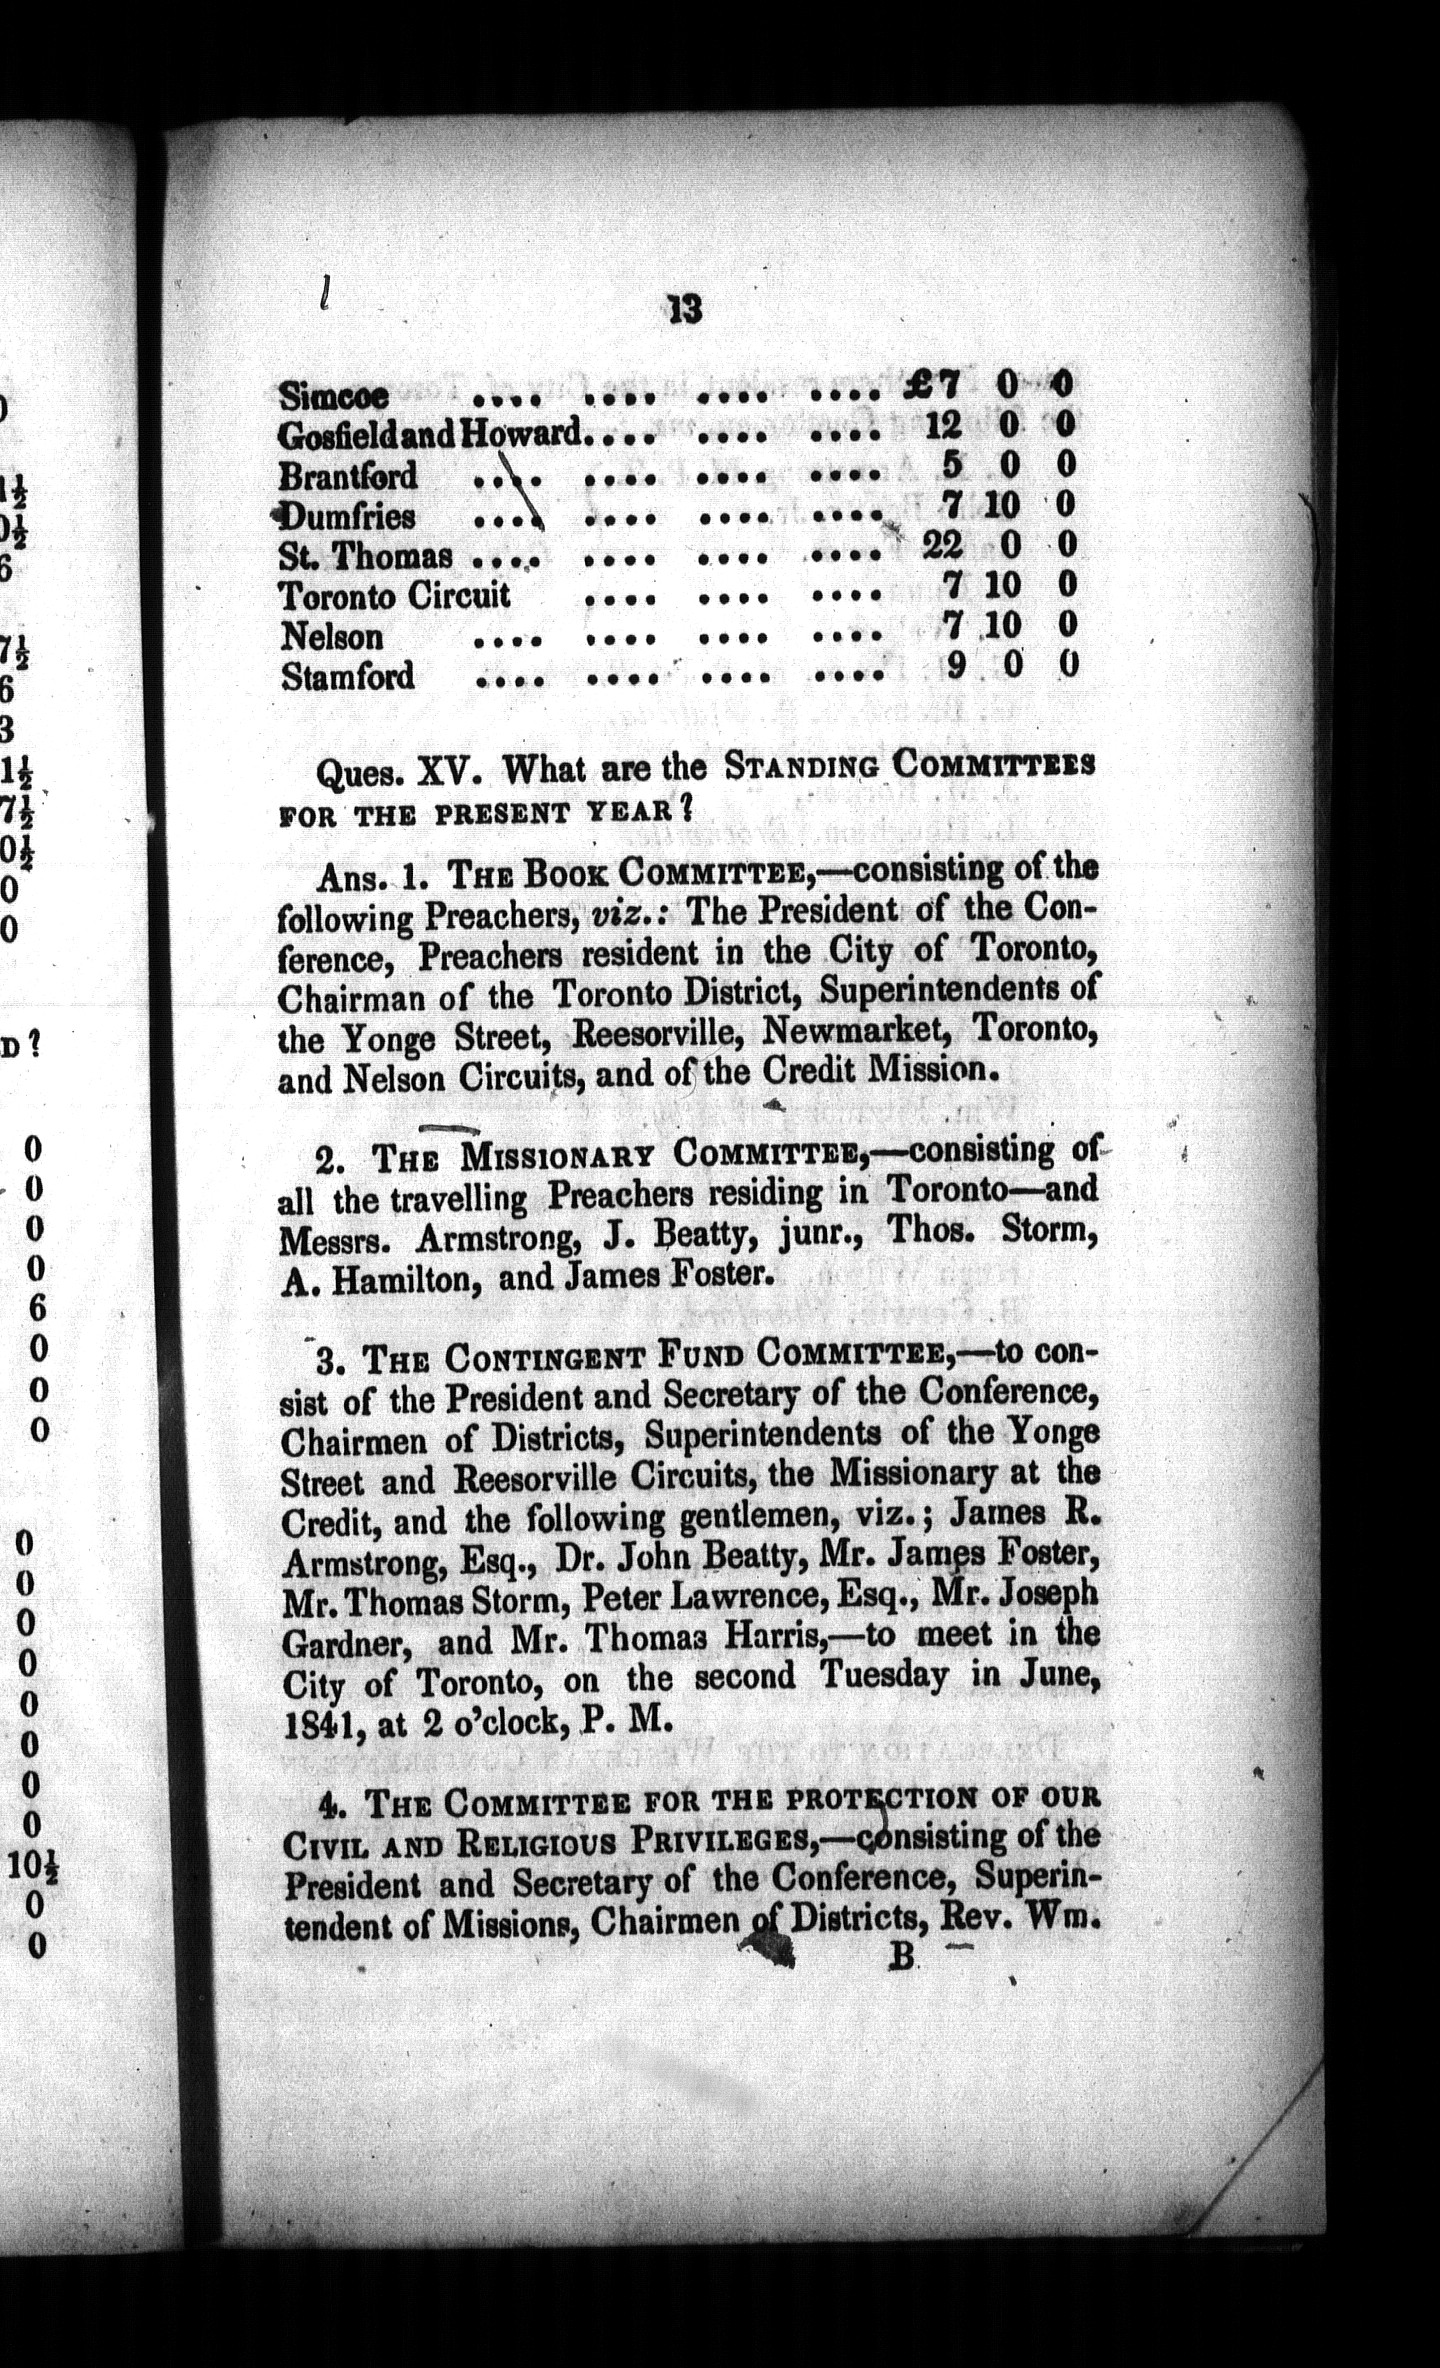 13
Simcoe .... .... .... .... £7 0 0
Gosfield and Howard.... .... .... 12 0 0
Brantford .... .... .... .... 5 0 0
Dumfries .... .... .... .... 7 10 0
St. Thomas .... .... .... .... 22 0 0
Toronto Circuit .... .... .... 7 10 0
Nelson .... .... .... .... 7 10 0
Stamford .... .... .... .... 9 0 0
Ques. XV. What are the STANDING COMMITTEES
FOR THE PRESENT YEAR?
Ans. 1. THE BOOK COMMITTEE,—consisting of the
following Preachers, viz.: The President of the Con-
ference, Preachers resident in the City of Toronto,
Chairman of the Toronto District, Superintendents of
the Yonge Street, Reesorville, Newmarket, Toronto,
and Nelson Circuits, and of the Credit Mission.
2. THE MISSIONARY COMMITTEE,—consisting of
all the travelling Preachers residing in Toronto—and
Messrs. Armstrong, J. Beatty, junr., Thos. Storm,
A. Hamilton, and James Foster.
3. THE CONTINGENT FUND COMMITTEE,—to con-
sist of the President and Secretary of the Conference,
Chairmen of Districts, Superintendents of the Yonge
Street and Reesorville Circuits, the Missionary at the
Credit, and the following gentlemen, viz.; James R.
Armstrong, Esq., Dr. John Beatty, Mr. James Foster,
Mr. Thomas Storm, Peter Lawrence, Esq., Mr. Joseph
Gardner, and Mr. Thomas Harris,—to meet in the
City of Toronto, on the second Tuesday in June,
1841, at 2 o'clock, P. M.
4. THE COMMITTEE FOR THE PROTECTION OF OUR
CIVIL AND RELIGIOUS PRIVILEGES,—consisting of the
President and Secretary of the Conference, Superin-
tendent of Missions, Chairmen of Districts, Rev. Wm.
B